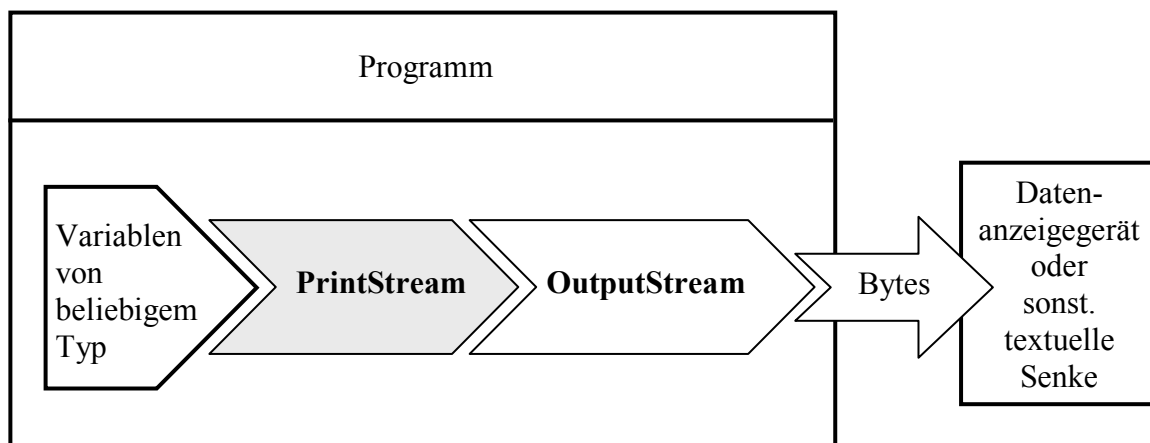 Programm
Variablen
von
beliebigem
Typ
PrintStream
OutputStream
Bytes
Daten-
anzeigegerät
oder
sonst.
textuelle
Senke